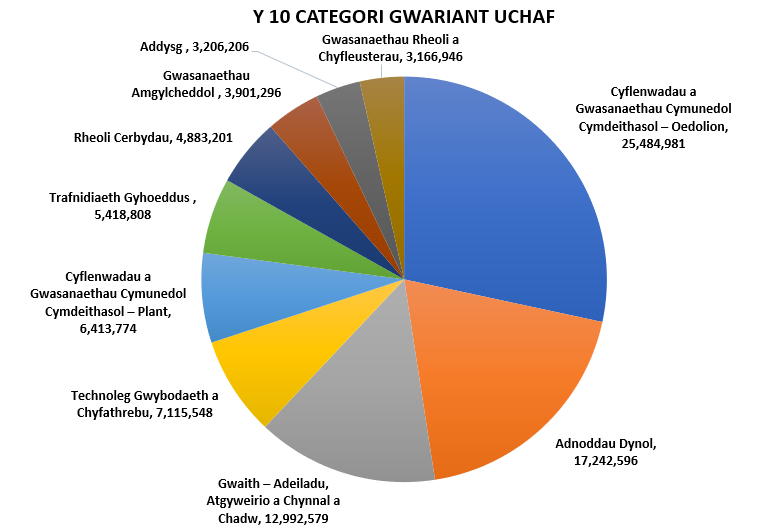 Y 10 CATEGORI GWARIANT UCHAF
Cyflenwadau a
Gwasanaethau Cymunedol
Cymdeithasol – Oedolion,
25,484,981
Adnoddau Dynol,
17,242,596
Gwaith – Adeiladu,
Atgyweirio a Chynnal a
Chadw, 12,992,579
Technoleg Gwybodaeth a
Chyfathrebu, 7,115,548
Cyflenwadau a
Gwasanaethau Cymunedol
Cymdeithasol – Plant,
6,413,774
Trafnidiaeth Gyhoeddus ,
5,418,808
Rheoli Cerbydau, 4,883,201
Gwasanaethau
Amgylcheddol , 3,901,296
Addysg , 3,206,206
Gwasanaethau Rheoli a
Chyfleusterau, 3,166,946